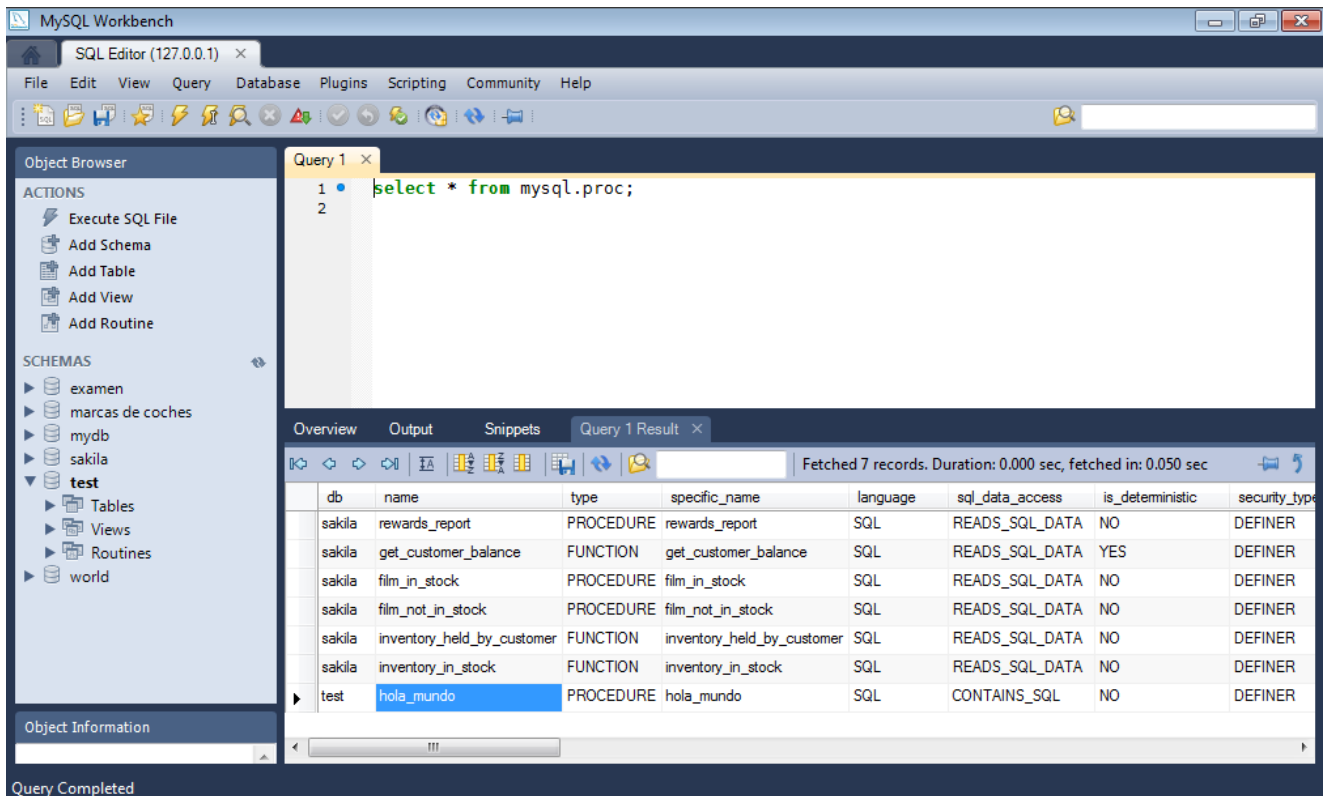 MySQL Workbench
SQL Editor (127.0.0.1)
File Edit View Query Database Plugins Scripting Community Help
Object Browser
ACTIONS
Execute SQL File
Add Schema
Add Table
Add View
Add Routine
SCHEMAS
examen
marcas de coches
mydb
sakila
test
Tables
Views
Routines
world
Object Information
Query 1
1 select * from mysql.proc;
2
Overview Output Snippets Query 1 Result
Fetched 7 records. Duration: 0.000 sec, fetched in: 0.050 sec
db name type specific_name language sql_data_access is_deterministic security_type
sakila rewards_report PROCEDURE rewards_report SQL READS_SQL_DATA NO DEFINER
sakila get_customer_balance FUNCTION get_customer_balance SQL READS_SQL_DATA YES DEFINER
sakila film_in_stock PROCEDURE film_in_stock SQL READS_SQL_DATA NO DEFINER
sakila film_not_in_stock PROCEDURE film_not_in_stock SQL READS_SQL_DATA NO DEFINER
sakila inventory_held_by_customer FUNCTION inventory_held_by_customer SQL READS_SQL_DATA NO DEFINER
sakila inventory_in_stock FUNCTION inventory_in_stock SQL READS_SQL_DATA NO DEFINER
test hola_mundo PROCEDURE hola_mundo SQL CONTAINS_SQL NO DEFINER
Query Completed